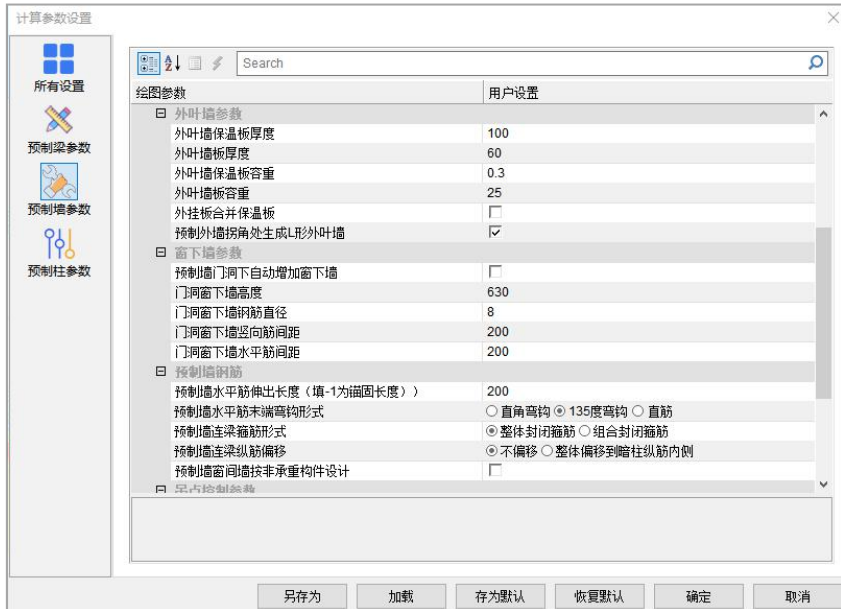 计算参数设置
所有设置
预制梁参数
预制墙参数
预制柱参数
Search
绘图参数 用户设置
外叶墙参数
外叶墙保温板厚度 100
外叶墙板厚度 60
外叶墙保温板容重 0.3
外叶墙板容重 25
外挂板合并保温板
预制外墙拐角处生成L形外叶墙
窗下墙参数
预制墙门洞下自动增加窗下墙
门洞窗下墙高度 630
门洞窗下墙钢筋直径 8
门洞窗下墙竖向筋间距 200
门洞窗下墙水平筋间距 200
预制墙钢筋
预制墙水平筋伸出长度（填-1为锚固长度）） 200
预制墙水平筋末端弯钩形式 直角弯钩 135度弯钩 直筋
预制墙连梁箍筋形式 整体封闭箍筋 组合封闭箍筋
预制墙连梁纵筋偏移 不偏移 整体偏移到暗柱纵筋内侧
预制墙窗间墙按非承重构件设计
吊点控制参数
另存为 加载 存为默认 恢复默认 确定 取消